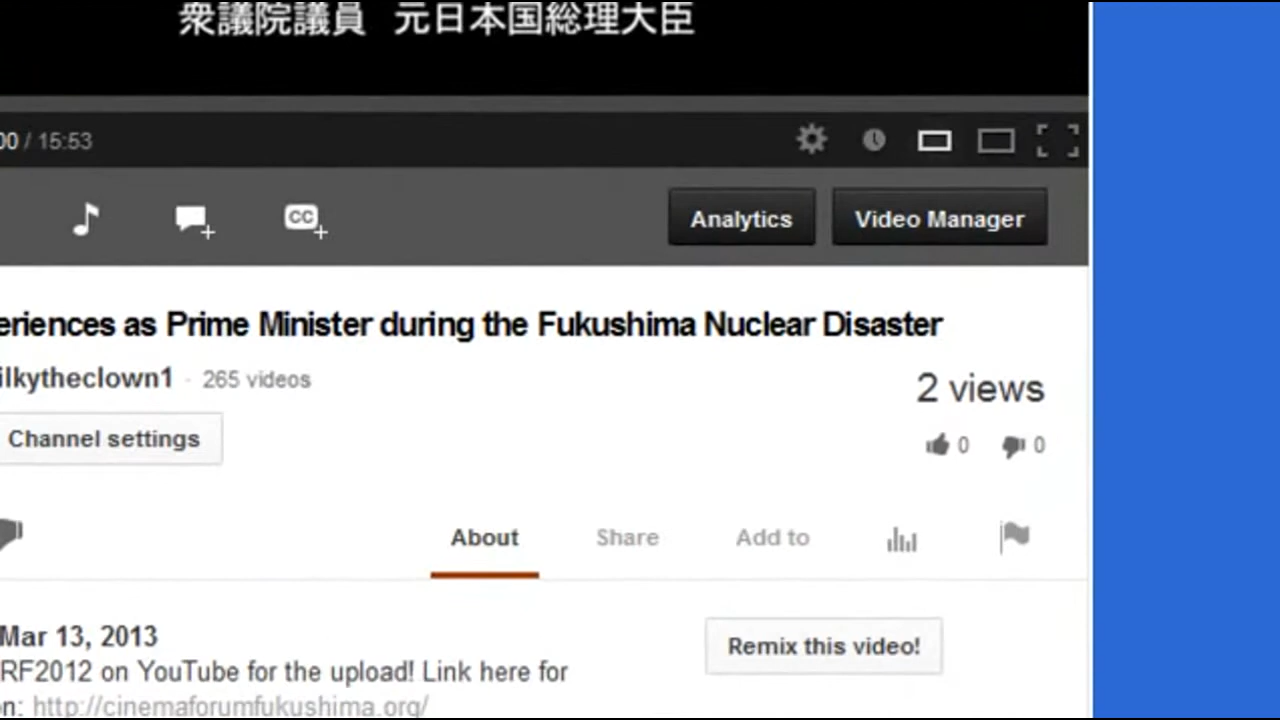 衆議院議員 元日本国総理大臣
00 / 15:53
CC
Analytics
Video Manager
eriences as Prime Minister during the Fukushima Nuclear Disaster
ilkytheclown1 · 265 videos
2 views
Channel settings
0 0
About Share Add to
Mar 13, 2013
Remix this video!
RF2012 on YouTube for the upload! Link here for
on: http://cinemaforumfukushima.org/